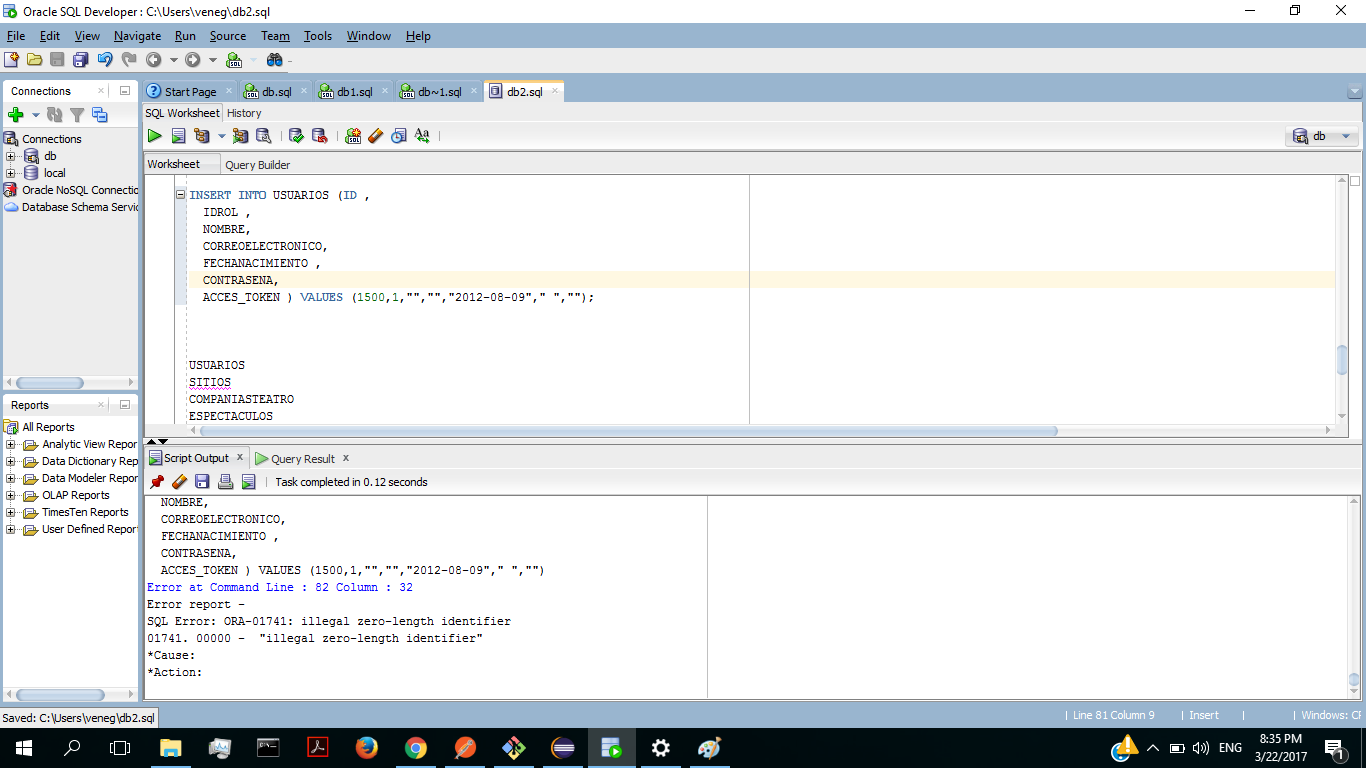 Oracle SQL Developer : C:\Users\veneg\db2.sql
File Edit View Navigate Run Source Team Tools Window Help
Connections
Start Page
db.sql
db1.sql
db~1.sql
db2.sql
SQL Worksheet History
db
Connections
db
local
Oracle NoSQL Connectio
Database Schema Servic
Worksheet Query Builder
INSERT INTO USUARIOS (ID ,
IDROL ,
NOMBRE,
CORREOELECTRONICO,
FECHANACIMIENTO ,
CONTRASENA,
ACCES_TOKEN ) VALUES (1500,1,"","","2012-08-09"," ","");
USUARIOS
SITIOS
COMPANIASTEATRO
ESPECTACULOS
Reports
All Reports
Analytic View Repor
Data Dictionary Rep
Data Modeler Repor
OLAP Reports
TimesTen Reports
User Defined Repor
Script Output
Query Result
Task completed in 0.12 seconds
NOMBRE,
CORREOELECTRONICO,
FECHANACIMIENTO ,
CONTRASENA,
ACCES_TOKEN ) VALUES (1500,1,"","","2012-08-09"," ","")
Error at Command Line : 82 Column : 32
Error report -
SQL Error: ORA-01741: illegal zero-length identifier
01741. 00000 - "illegal zero-length identifier"
*Cause:
*Action:
Saved: C:\Users\veneg\db2.sql
Line 81 Column 9
Insert
Windows: CF
ENG
8:35 PM
3/22/2017
1